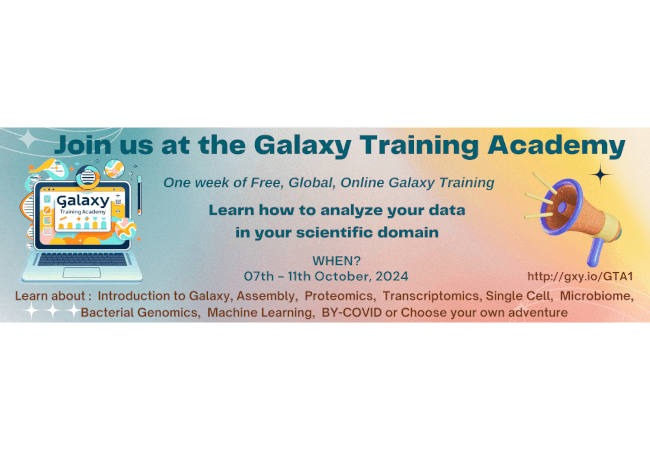 Join us at the Galaxy Training Academy
One week of Free, Global, Online Galaxy Training
Galaxy
Training Academy
Learn how to analyze your data
in your scientific domain
WHEN?
07th – 11th October, 2024
http://gxy.io/GTA1
Learn about : Introduction to Galaxy, Assembly, Proteomics, Transcriptomics, Single Cell, Microbiome,
Bacterial Genomics, Machine Learning, BY-COVID or Choose your own adventure